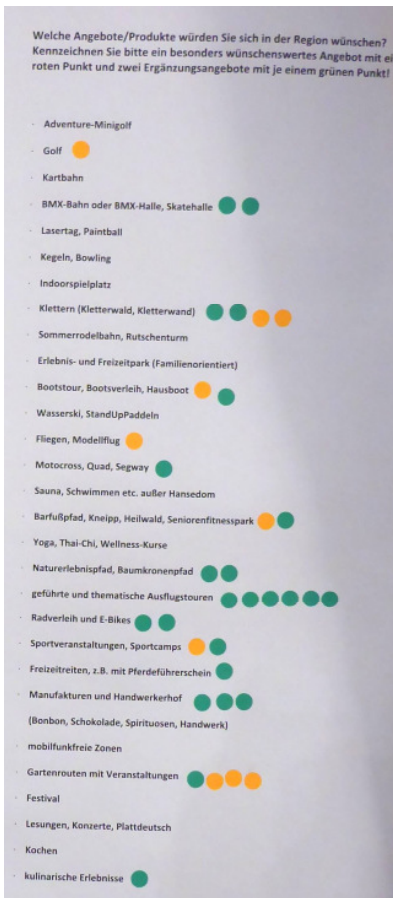 Welche Angebote/Produkte würden Sie sich in der Region wünschen?
Kennzeichnen Sie bitte ein besonders wünschenswertes Angebot mit
roten Punkt und zwei Ergänzungsangebote mit je einem grünen Punkt!
· Adventure-Minigolf
· Golf
· Kartbahn
· BMX-Bahn oder BMX-Halle, Skatehalle
· Lasertag, Paintball
· Kegeln, Bowling
· Indoorspielplatz
· Klettern (Kletterwald, Kletterwand)
· Sommerrodelbahn, Rutschenturm
· Erlebnis- und Freizeitpark (Familienorientiert)
· Bootstour, Bootsverleih, Hausboot
· Wasserski, StandUpPaddeln
· Fliegen, Modellflug
· Motocross, Quad, Segway
· Sauna, Schwimmen etc. außer Hansedom
· Barfußpfad, Kneipp, Heilwald, Seniorenfitnesspark
· Yoga, Thai-Chi, Wellness-Kurse
· Naturerlebnispfad, Baumkronenpfad
· geführte und thematische Ausflugstouren
· Radverleih und E-Bikes
· Sportveranstaltungen, Sportcamps
· Freizeitreiten, z.B. mit Pferdeführerschein
· Manufakturen und Handwerkerhof
(Bonbon, Schokolade, Spirituosen, Handwerk)
· mobilfunkfreie Zonen
· Gartenrouten mit Veranstaltungen
· Festival
· Lesungen, Konzerte, Plattdeutsch
· Kochen
· kulinarische Erlebnisse